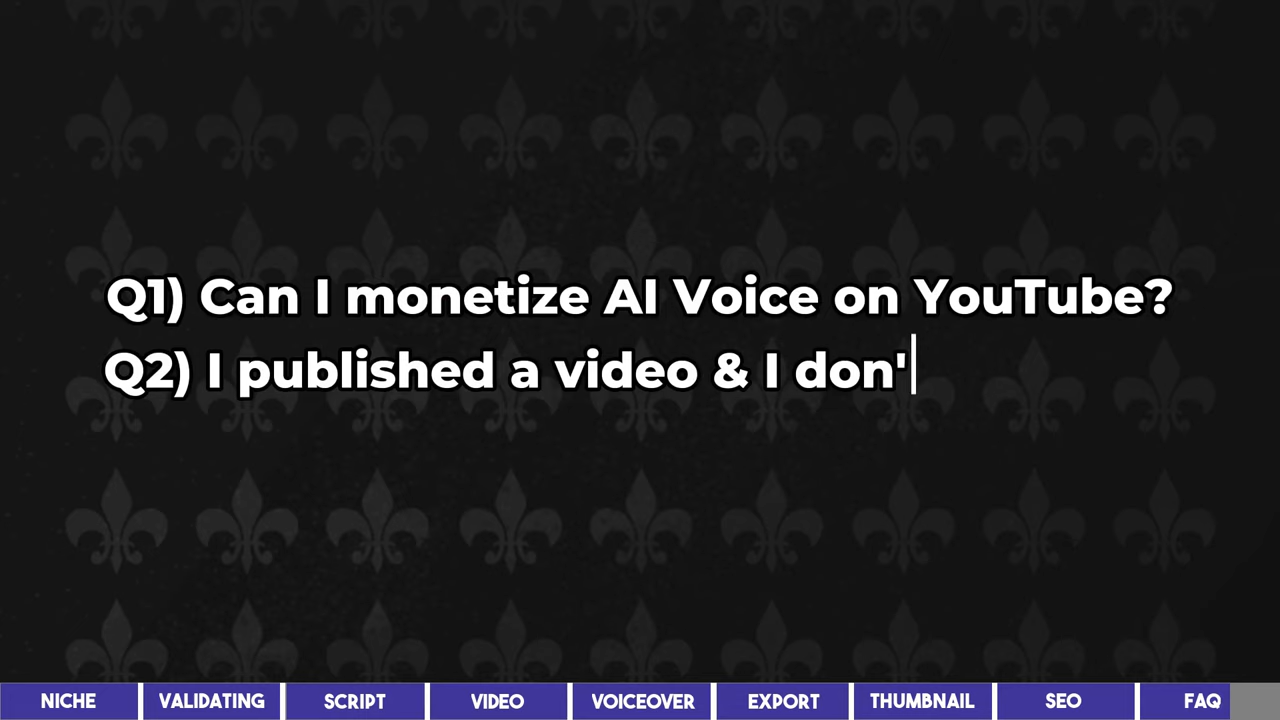 Q1) Can I monetize AI Voice on YouTube?
Q2) I published a video & I don'
NICHE VALIDATING SCRIPT VIDEO VOICEOVER EXPORT THUMBNAIL SEO FAQ